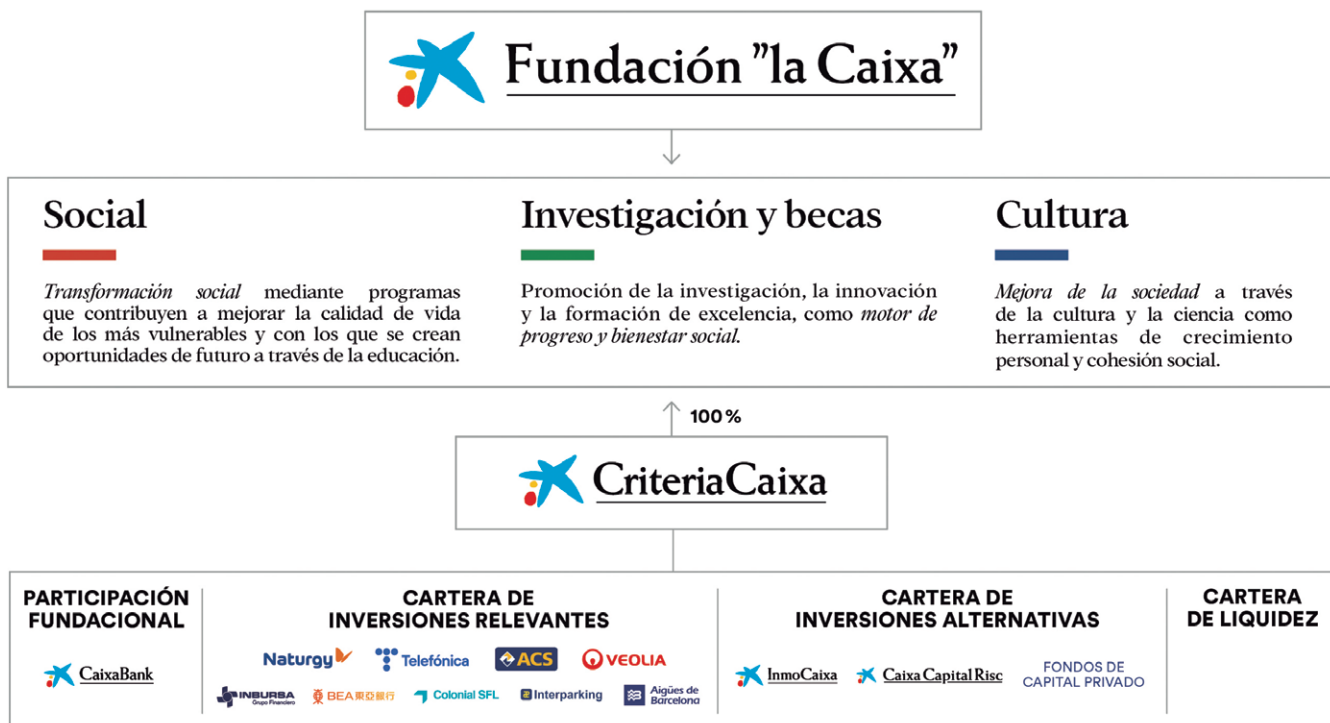 Fundación ”la Caixa”
Social
Transformación social mediante programas
que contribuyen a mejorar la calidad de vida
de los más vulnerables y con los que se crean
oportunidades de futuro a través de la educación.
Investigación y becas
Promoción de la investigación, la innovación
y la formación de excelencia, como motor de
progreso y bienestar social.
Cultura
Mejora de la sociedad a través
de la cultura y la ciencia como
herramientas de crecimiento
personal y cohesión social.
100 %
CriteriaCaixa
PARTICIPACIÓN
FUNDACIONAL
CaixaBank
CARTERA DE
INVERSIONES RELEVANTES
Naturgy
Telefónica
ACS
VEOLIA
INBURSA
Grupo Financiero
BEA東亞銀行
Colonial SFL
Interparking
Aigües de
Barcelona
CARTERA DE
INVERSIONES ALTERNATIVAS
InmoCaixa
Caixa Capital Risc
FONDOS DE
CAPITAL PRIVADO
CARTERA
DE LIQUIDEZ